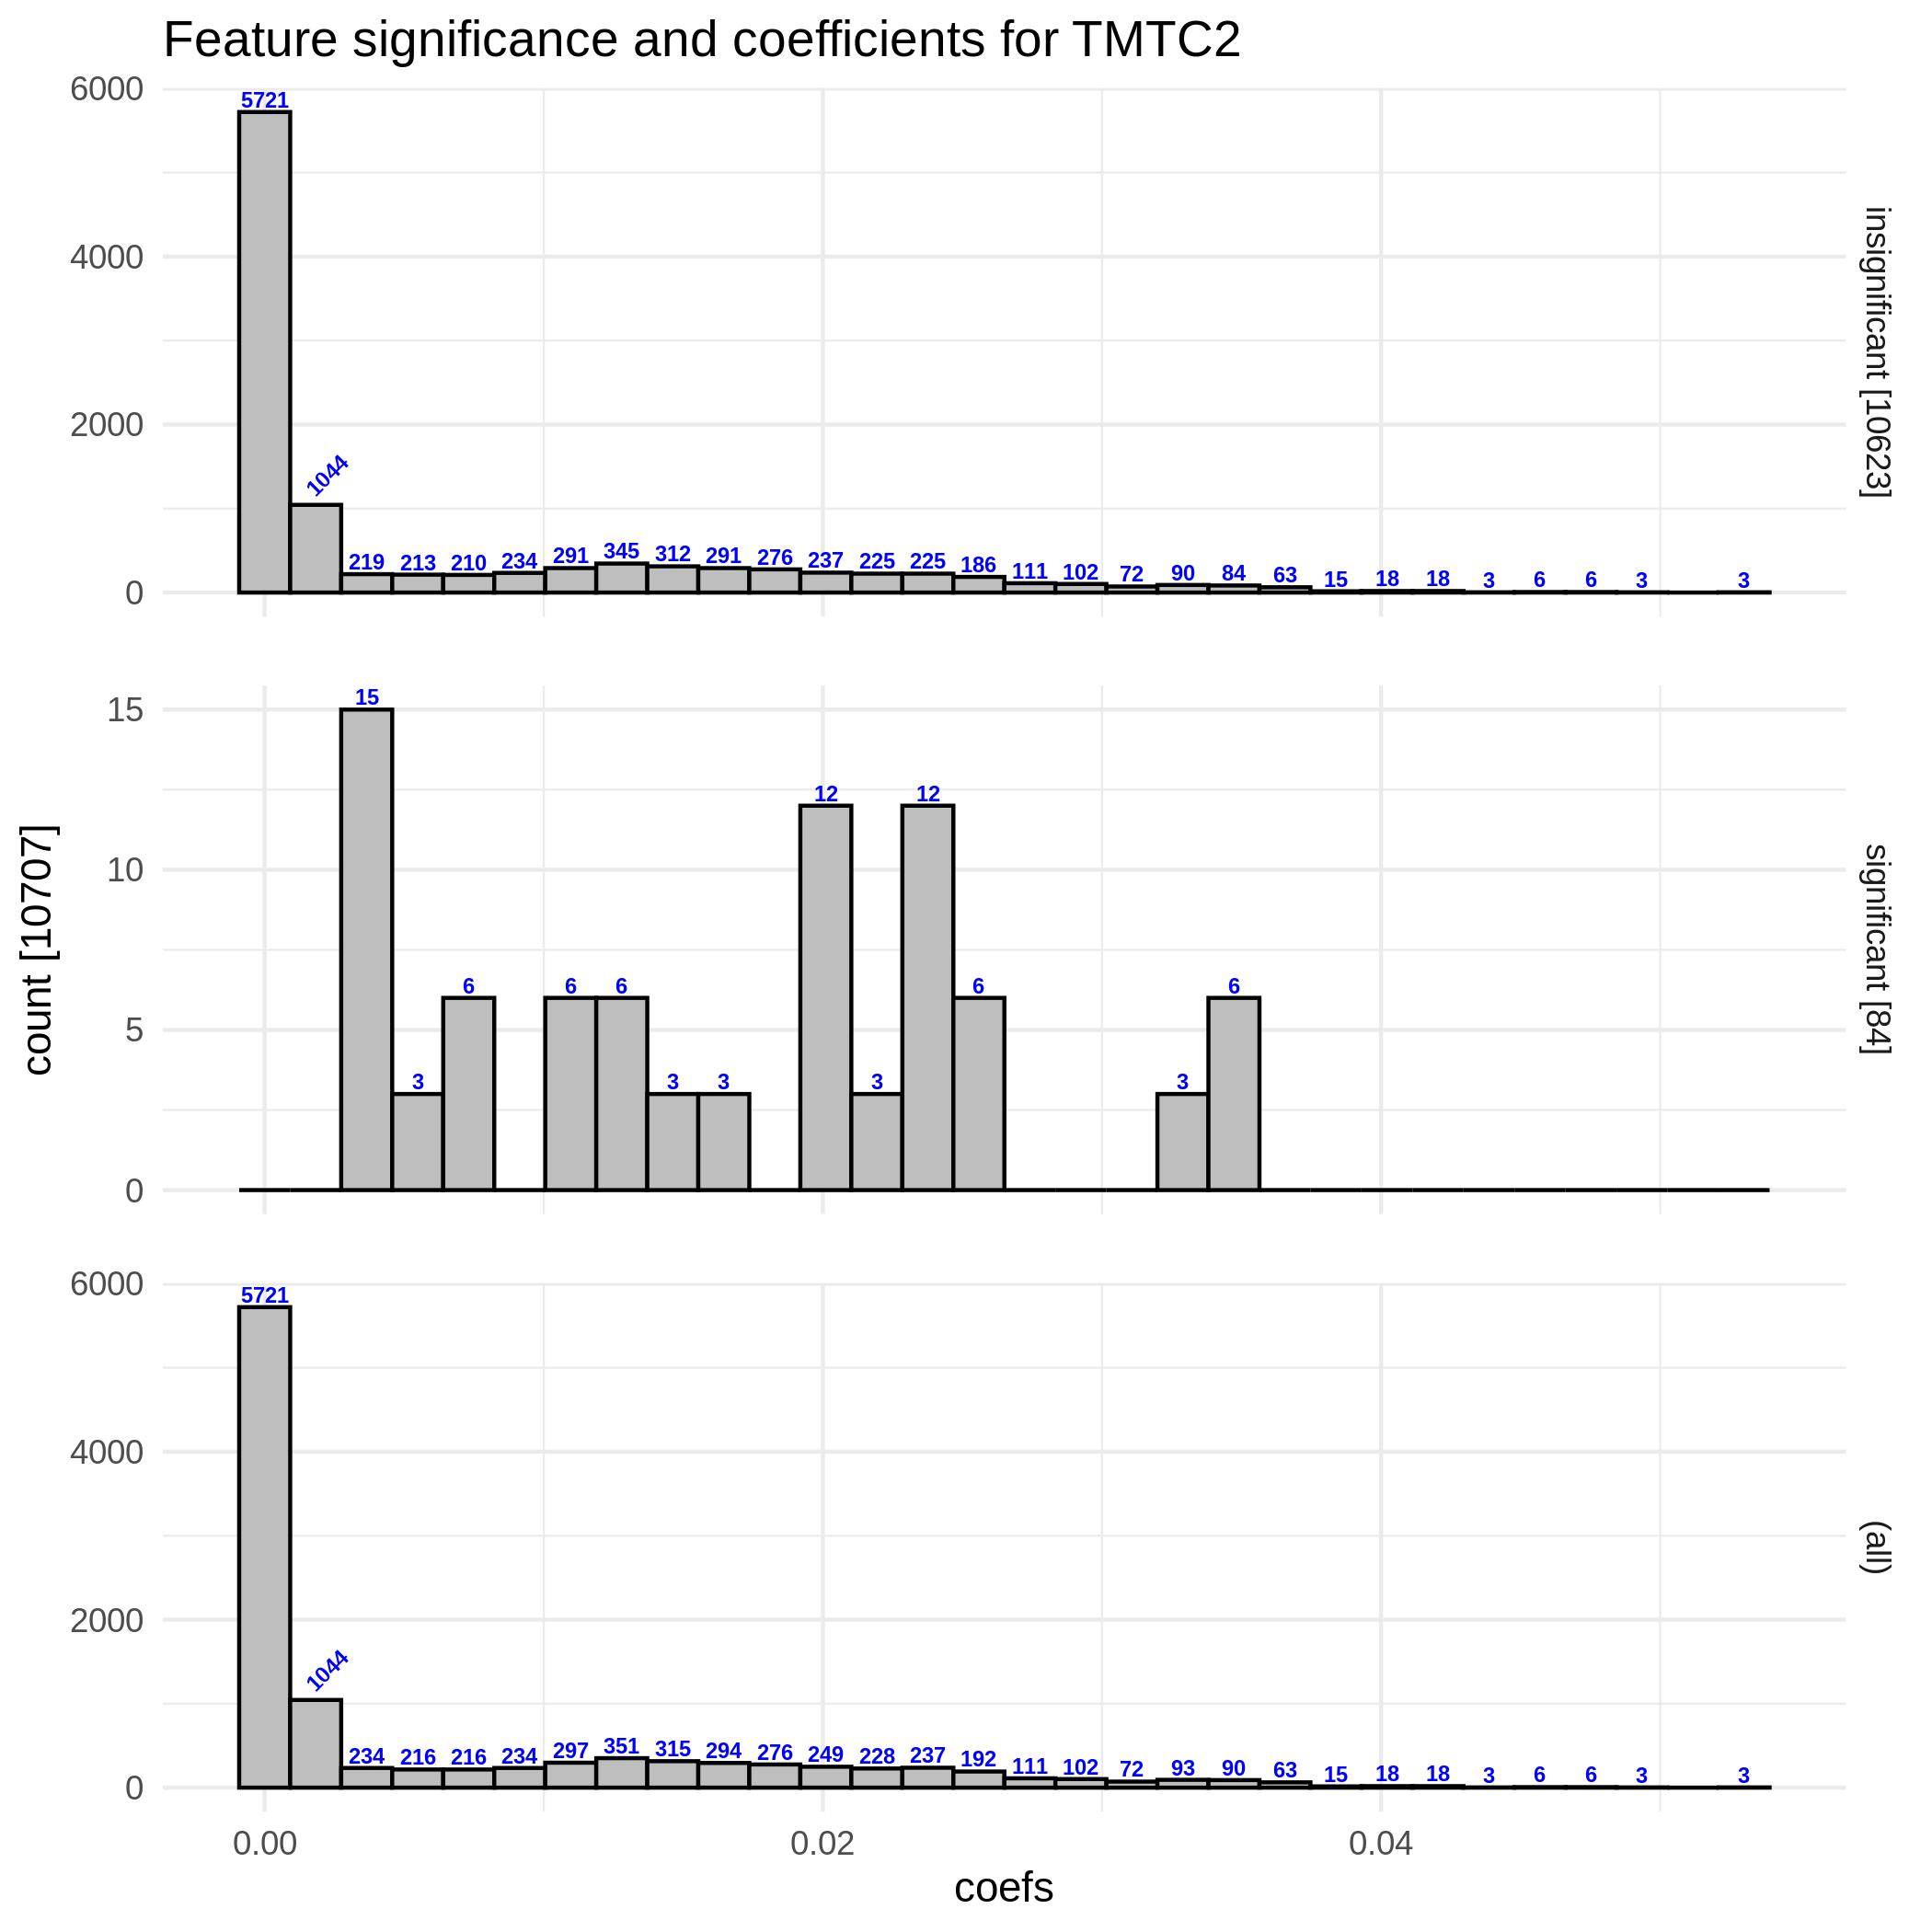 Feature significance and coefficients for TMTC2
6000
4000
2000
0
5721
1044
219 213 210 234 291 345 312 291 276 237 225 225 186 111 102 72 90 84 63 15 18 18 3 6 6 3 3
insignificant [10623]
15
10
5
0
15 3 6 6 6 3 3 12 3 12 6 3 6
significant [84]
count [10707]
6000
4000
2000
0
5721
1044
234 216 216 234 297 351 315 294 276 249 228 237 192 111 102 72 93 90 63 15 18 18 3 6 6 3 3
(all)
0.00 0.02 0.04
coefs